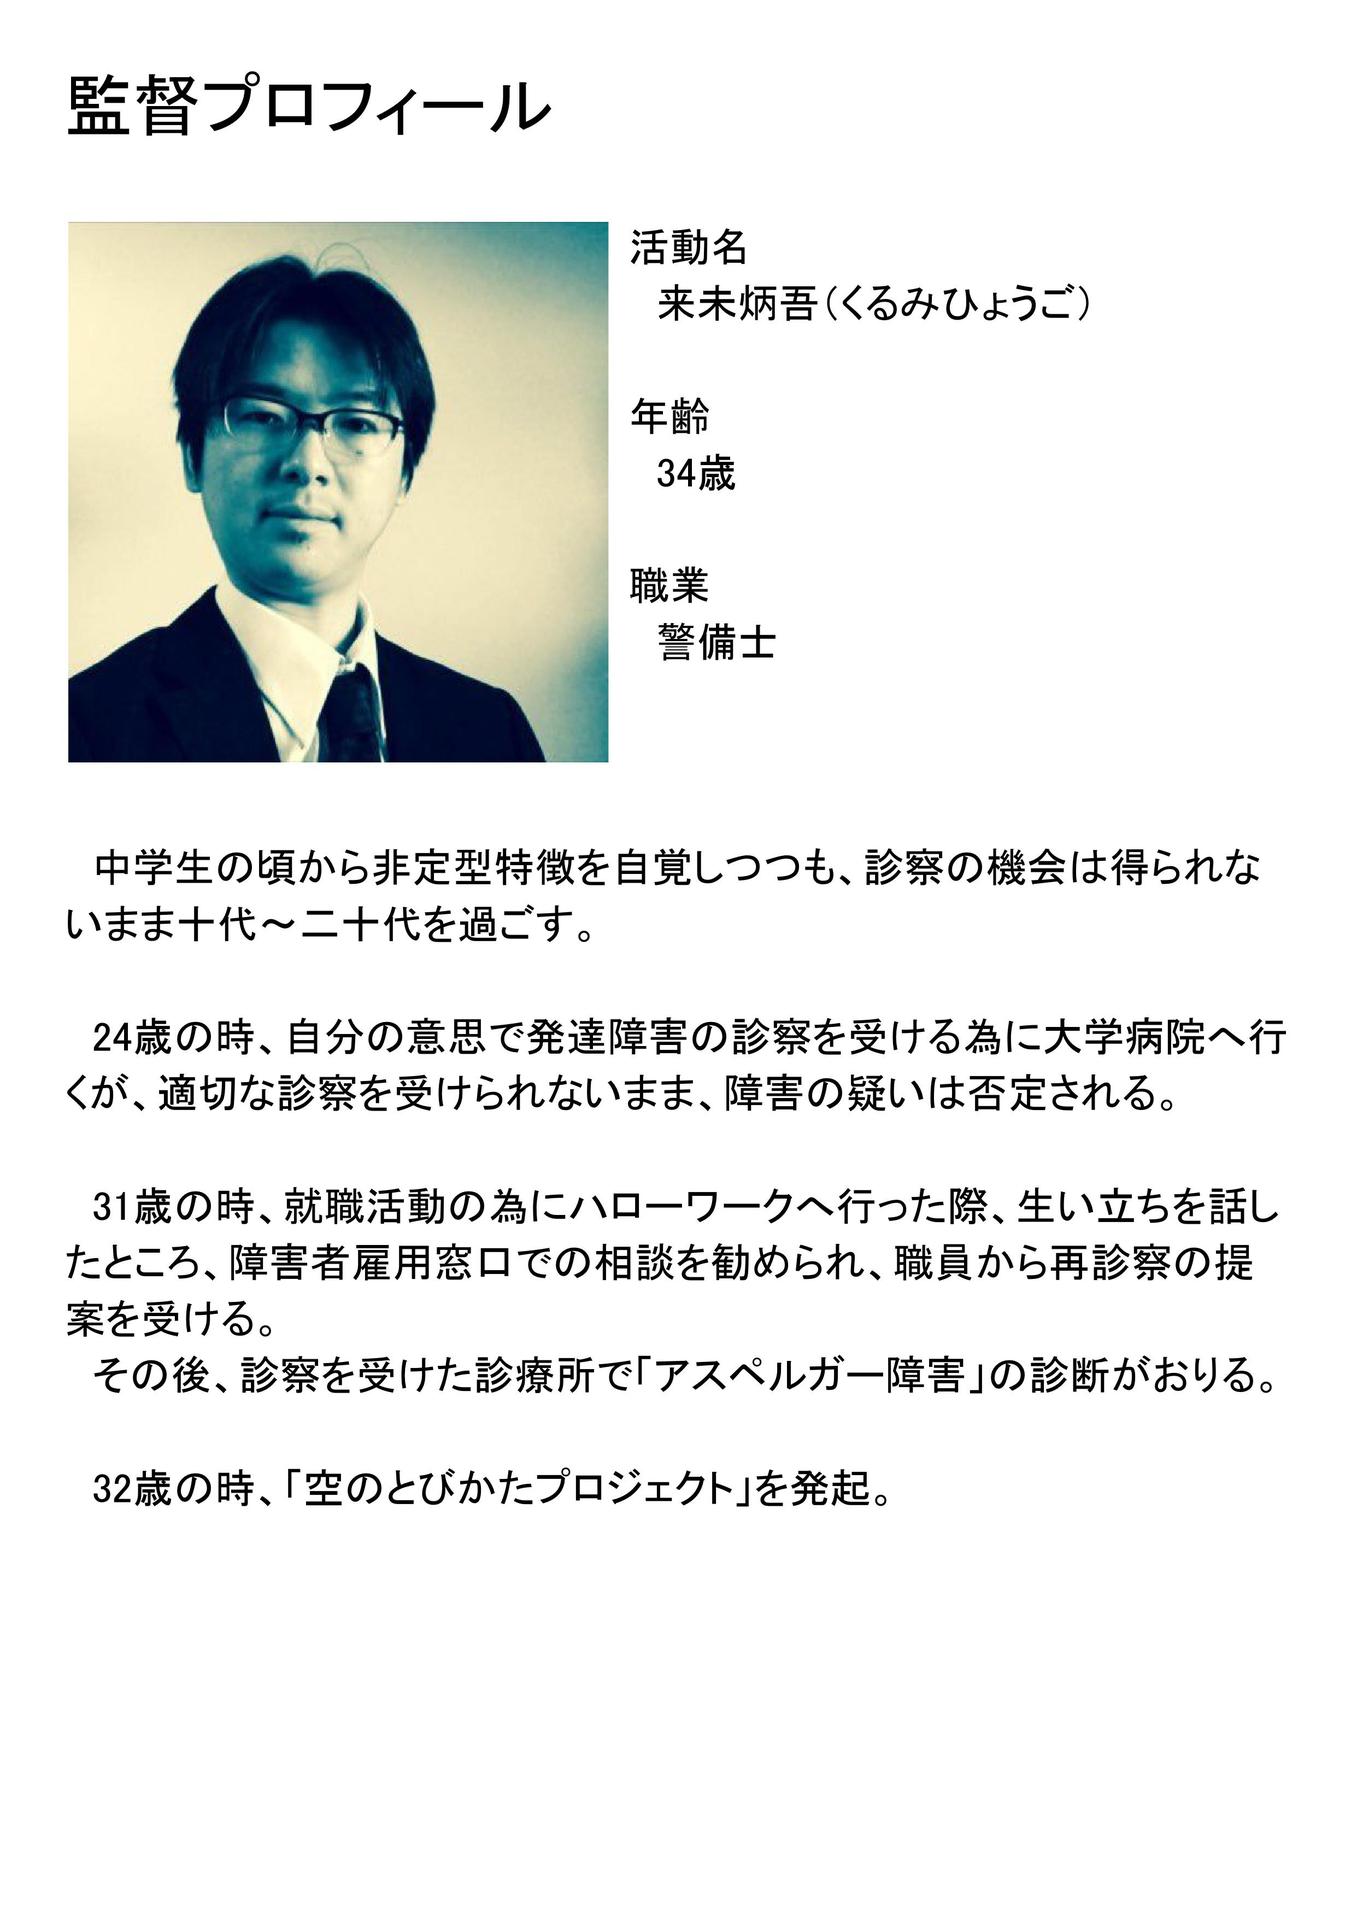 監督プロフィール
活動名
来未炳吾(くるみひょうご)
年齢
34歳
職業
警備士
中学生の頃から非定型特徴を自覚しつつも、診察の機会は得られな
いまま十代～二十代を過ごす。
24歳の時、自分の意思で発達障害の診察を受ける為に大学病院へ行
くが、適切な診察を受けられないまま、障害の疑いは否定される。
31歳の時、就職活動の為にハローワークへ行った際、生い立ちを話し
たところ、障害者雇用窓口での相談を勧められ、職員から再診察の提
案を受ける。
その後、診察を受けた診療所で「アスペルガー障害」の診断がおりる。
32歳の時、「空のとびかたプロジェクト」を発起。